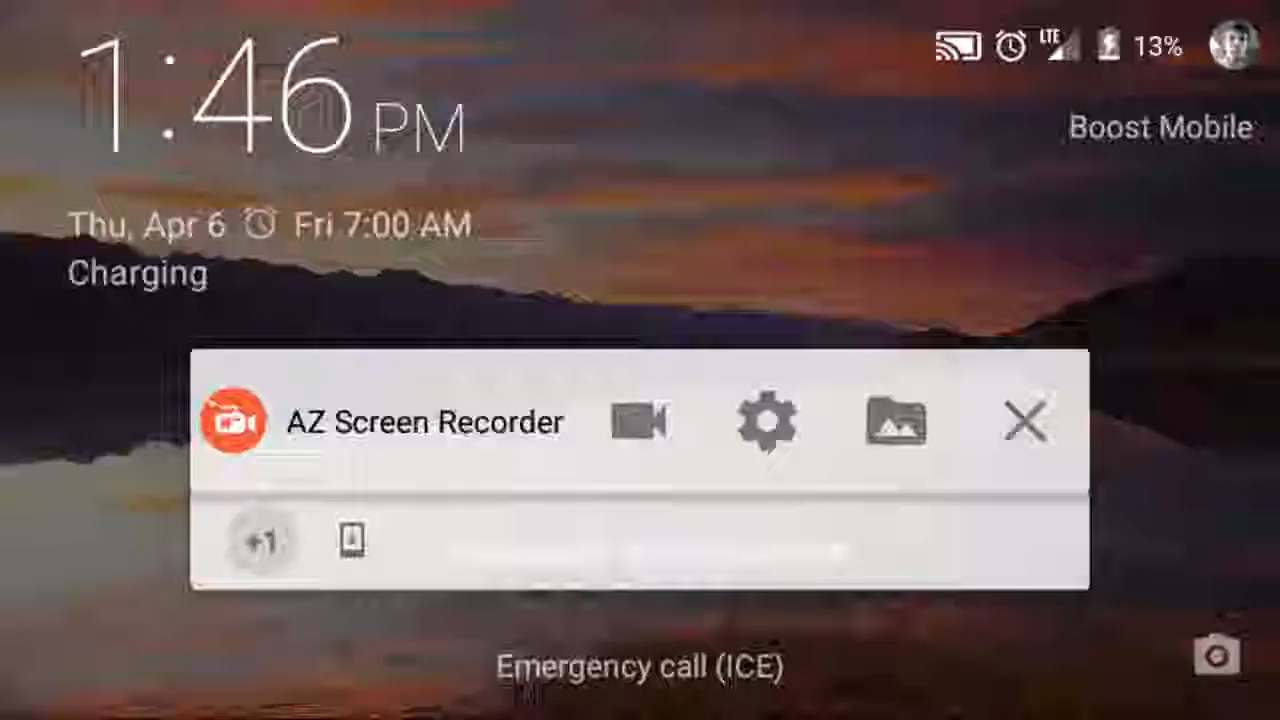 1:46 PM
LTE 13%
Boost Mobile
Thu, Apr 6 Fri 7:00 AM
Charging
AZ Screen Recorder
+1
Emergency call (ICE)